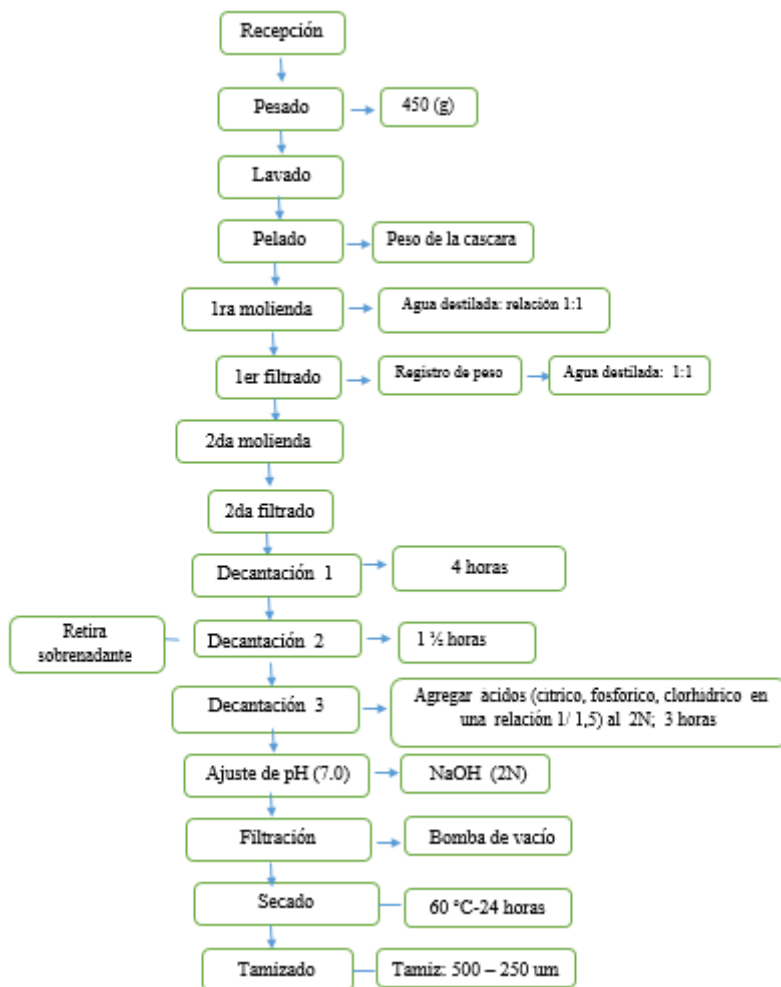 Recepción
Pesado
450 (g)
Lavado
Pelado
Peso de la cascara
1ra molienda
Agua destilada: relación 1:1
1er filtrado
Registro de peso
Agua destilada: 1:1
2da molienda
2da filtrado
Decantación 1
4 horas
Retira
sobrenadante
Decantación 2
1 ½ horas
Decantación 3
Agregar àcidos (citrico, fosforico, clorhidrico en
una relación 1/ 1,5) al 2N; 3 horas
Ajuste de pH (7.0)
NaOH (2N)
Filtración
Bomba de vacío
Secado
60 °C-24 horas
Tamizado
Tamiz: 500 – 250 um